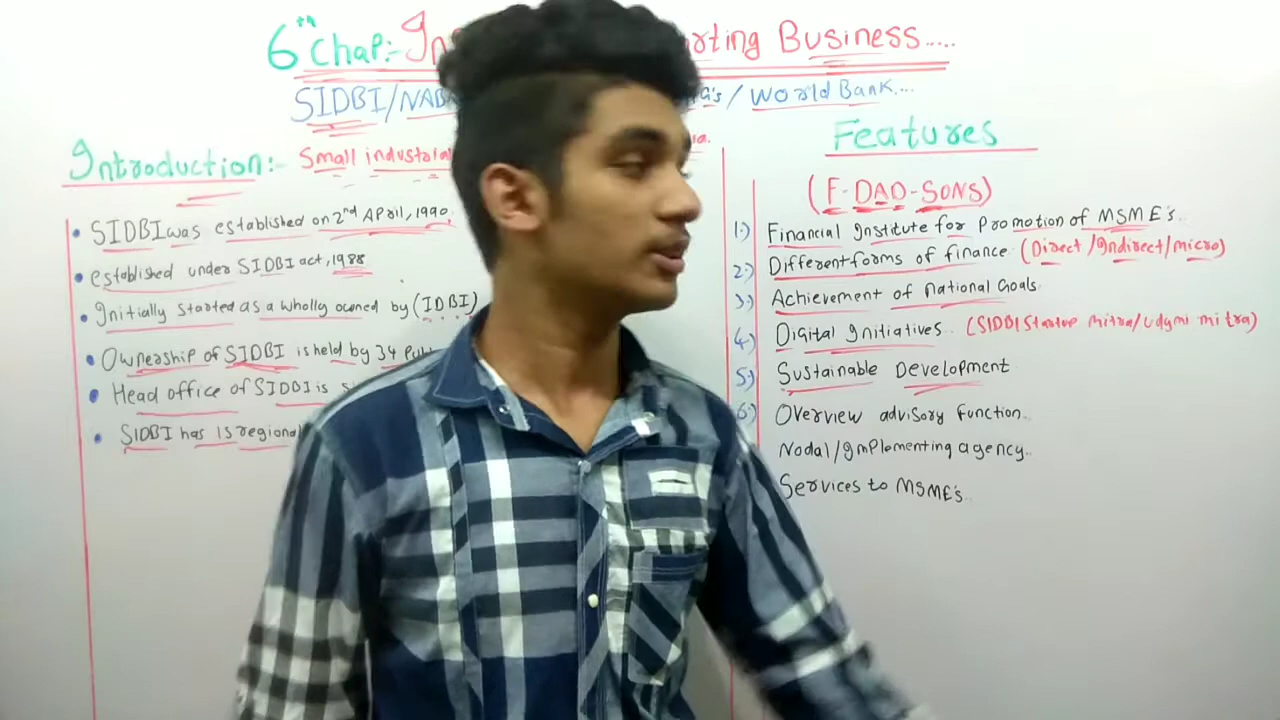 6th Chap:- In rting Business.....
SIDBI/NAB G's / World Bank...
Introduction:- Small industrial a.
• SIDBI was established on 2nd April, 1990.
• established under SIDBI act, 1988
• Initially started as a wholly owned by (IDBI)
• Ownership of SIDBI is held by 34 Pub
• Head office of SIDBI is
• SIDBI has 15 regional
Features
(F-DAD-SONS)
1.) Financial Institute for Promotion of MSME's..
2.) Different forms of finance. (Direct/Indirect/micro)
3.) Achievement of National Goals.
4.) Digital Initiatives.. (SIDBI Startup mitra/Udymi mitra)
5.) Sustainable Development
6.) Overview advisory function..
Nodal/Implementing agency..
Services to MSME's..